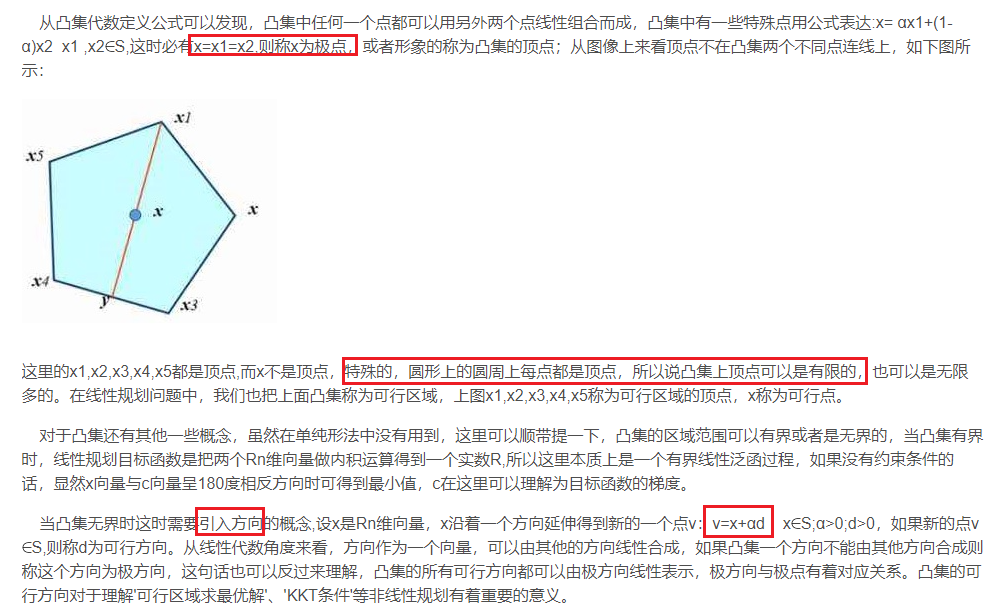 从凸集代数定义公式可以发现，凸集中任何一个点都可以用另外两个点线性组合而成，凸集中有一些特殊点用公式表达:x= αx1+(1-
α)x2  x1 ,x2∈S,这时必有x=x1=x2,则称x为极点，或者形象的称为凸集的顶点；从图像上来看顶点不在凸集两个不同点连线上，如下图所
示：
x1
x5
x
x
x4
y
x3
这里的x1,x2,x3,x4,x5都是顶点,而x不是顶点，特殊的，圆形上的圆周上每点都是顶点，所以说凸集上顶点可以是有限的，也可以是无限
多的。在线性规划问题中，我们也把上面凸集称为可行区域，上图x1,x2,x3,x4,x5称为可行区域的顶点，x称为可行点。
对于凸集还有其他一些概念，虽然在单纯形法中没有用到，这里可以顺带提一下，凸集的区域范围可以有界或者是无界的，当凸集有界
时，线性规划目标函数是把两个Rn维向量做内积运算得到一个实数R,所以这里本质上是一个有界线性泛函过程，如果没有约束条件的
话，显然x向量与c向量呈180度相反方向时可得到最小值，c在这里可以理解为目标函数的梯度。
当凸集无界时这时需要引入方向的概念,设x是Rn维向量，x沿着一个方向延伸得到新的一个点v：v=x+αd  x∈S;α>0;d>0，如果新的点v
∈S,则称d为可行方向。从线性代数角度来看，方向作为一个向量，可以由其他的方向线性合成，如果凸集一个方向不能由其他方向合成则
称这个方向为极方向，这句话也可以反过来理解，凸集的所有可行方向都可以由极方向线性表示，极方向与极点有着对应关系。凸集的可
行方向对于理解'可行区域求最优解'、'KKT条件'等非线性规划有着重要的意义。